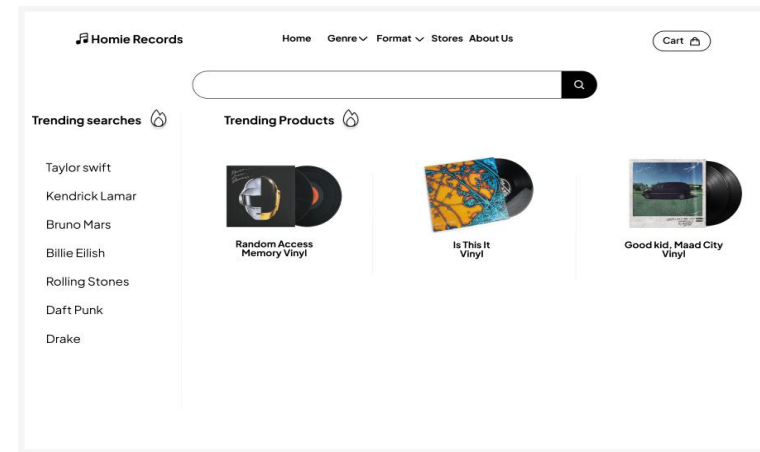 Homie Records
Home Genre Format Stores About Us
Cart
Trending searches
Trending Products
Taylor swift
Kendrick Lamar
Bruno Mars
Billie Eilish
Rolling Stones
Daft Punk
Drake
Random Access
Memory Vinyl
Is This It
Vinyl
Good kid, Maad City
Vinyl